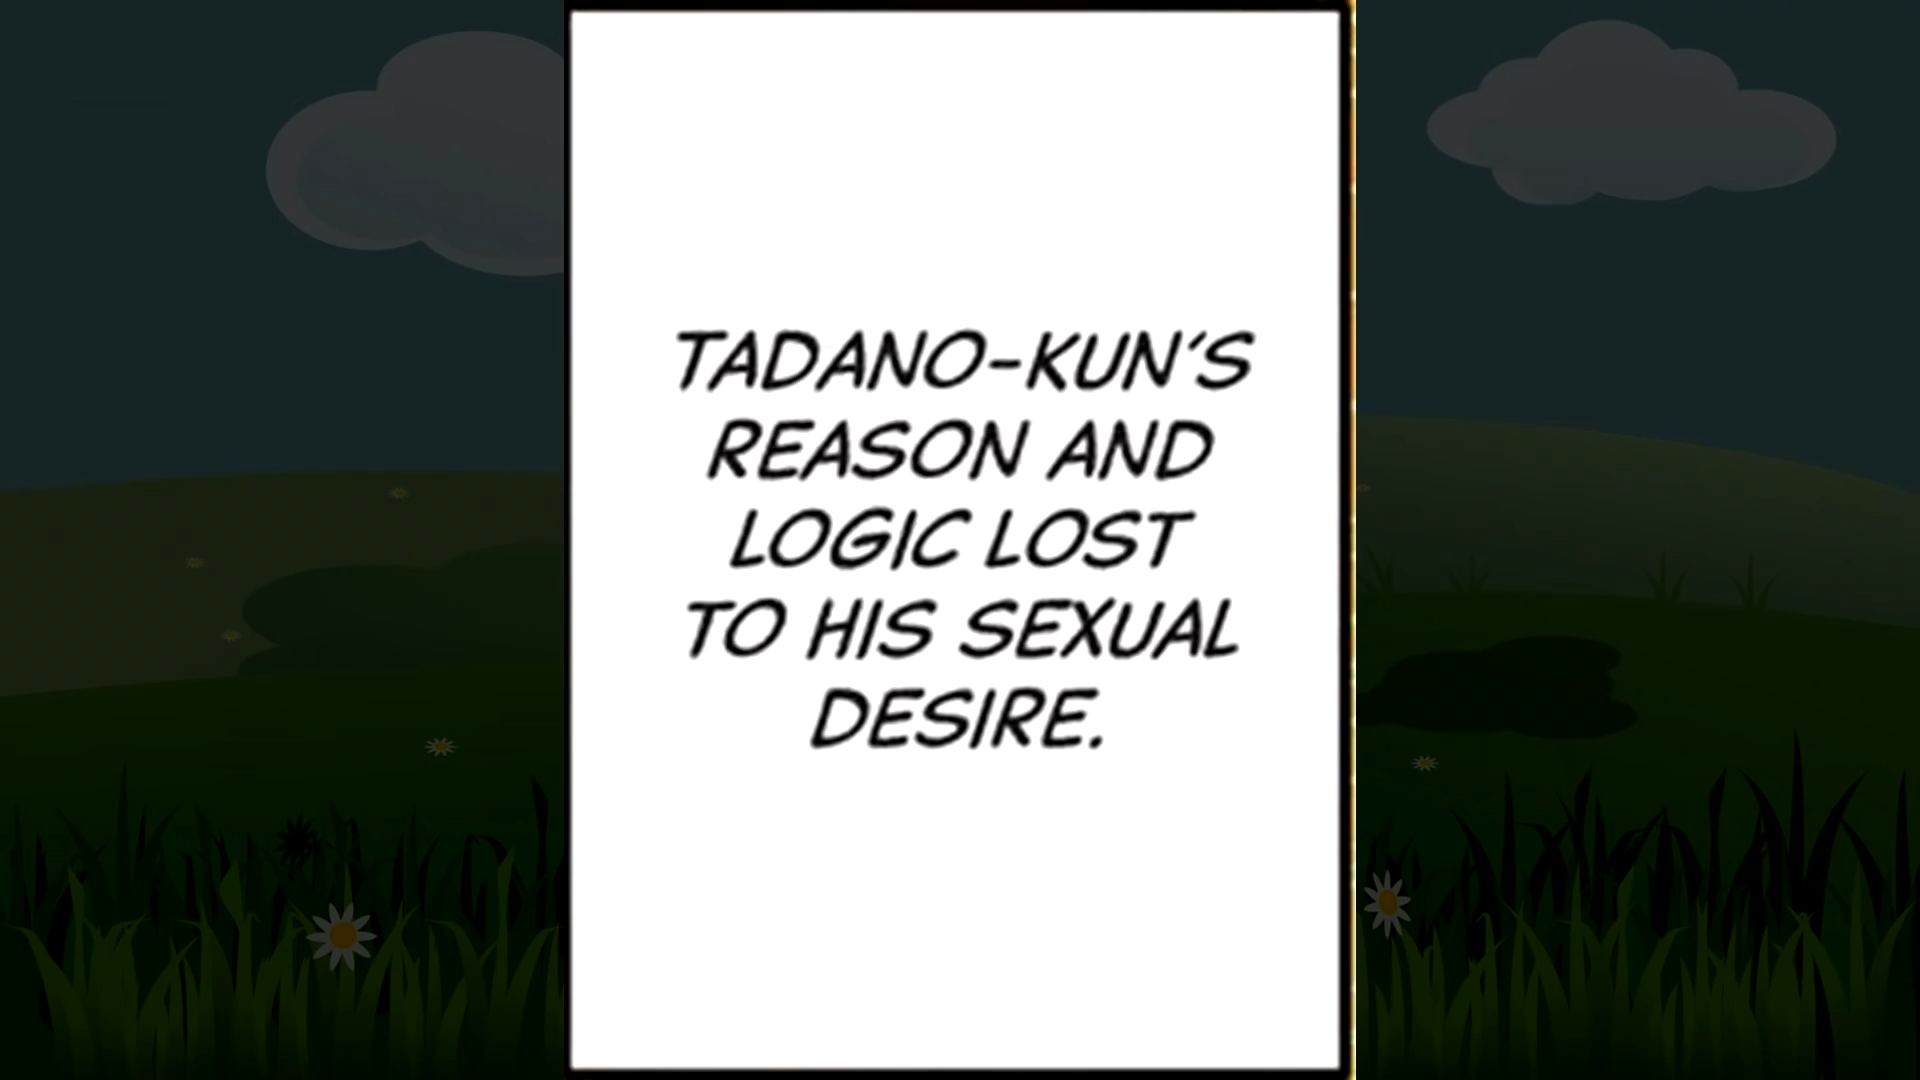 TADANO-KUN'S
REASON AND
LOGIC LOST
TO HIS SEXUAL
DESIRE.